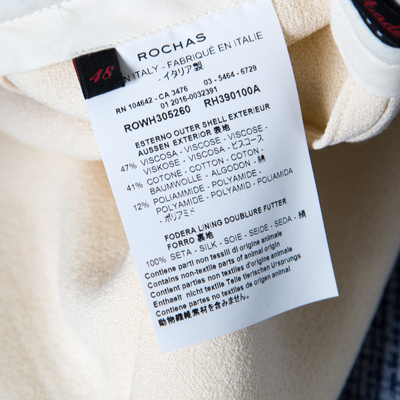 48
ROCHAS
IN ITALY - FABRIQUÉ EN ITALIE
- イタリア製
RN 104642 - CA 3476 03 - 5464 - 6729
01 2016-0032391
ROWH305260 RH390100A
ESTERNO OUTER SHELL EXTERIEUR
AUSSEN EXTERIOR 表地
47% VISCOSA - VISCOSE - VISCOSE -
VISKOSE - VISCOSA - ビスコース
41% COTONE - COTTON - COTON -
BAUMWOLLE - ALGODON - 綿
12% POLIAMMIDE - POLYAMID -
POLYAMIDE - POLYAMID - POLIAMIDA
- ポリアミド
FODERA LINING DOUBLURE FUTTER
FORRO 裏地
100% SETA - SILK - SOIE - SEIDE - SEDA - 絹
Contiene parti non tessili di origine animale
Contains non-textile parts of animal origin
Contient parties non textiles d'origine animale
Enthaelt nicht textile Teile tierischen Ursprungs
Contiene partes no textiles de origen animal
動物繊維素材を含みません。